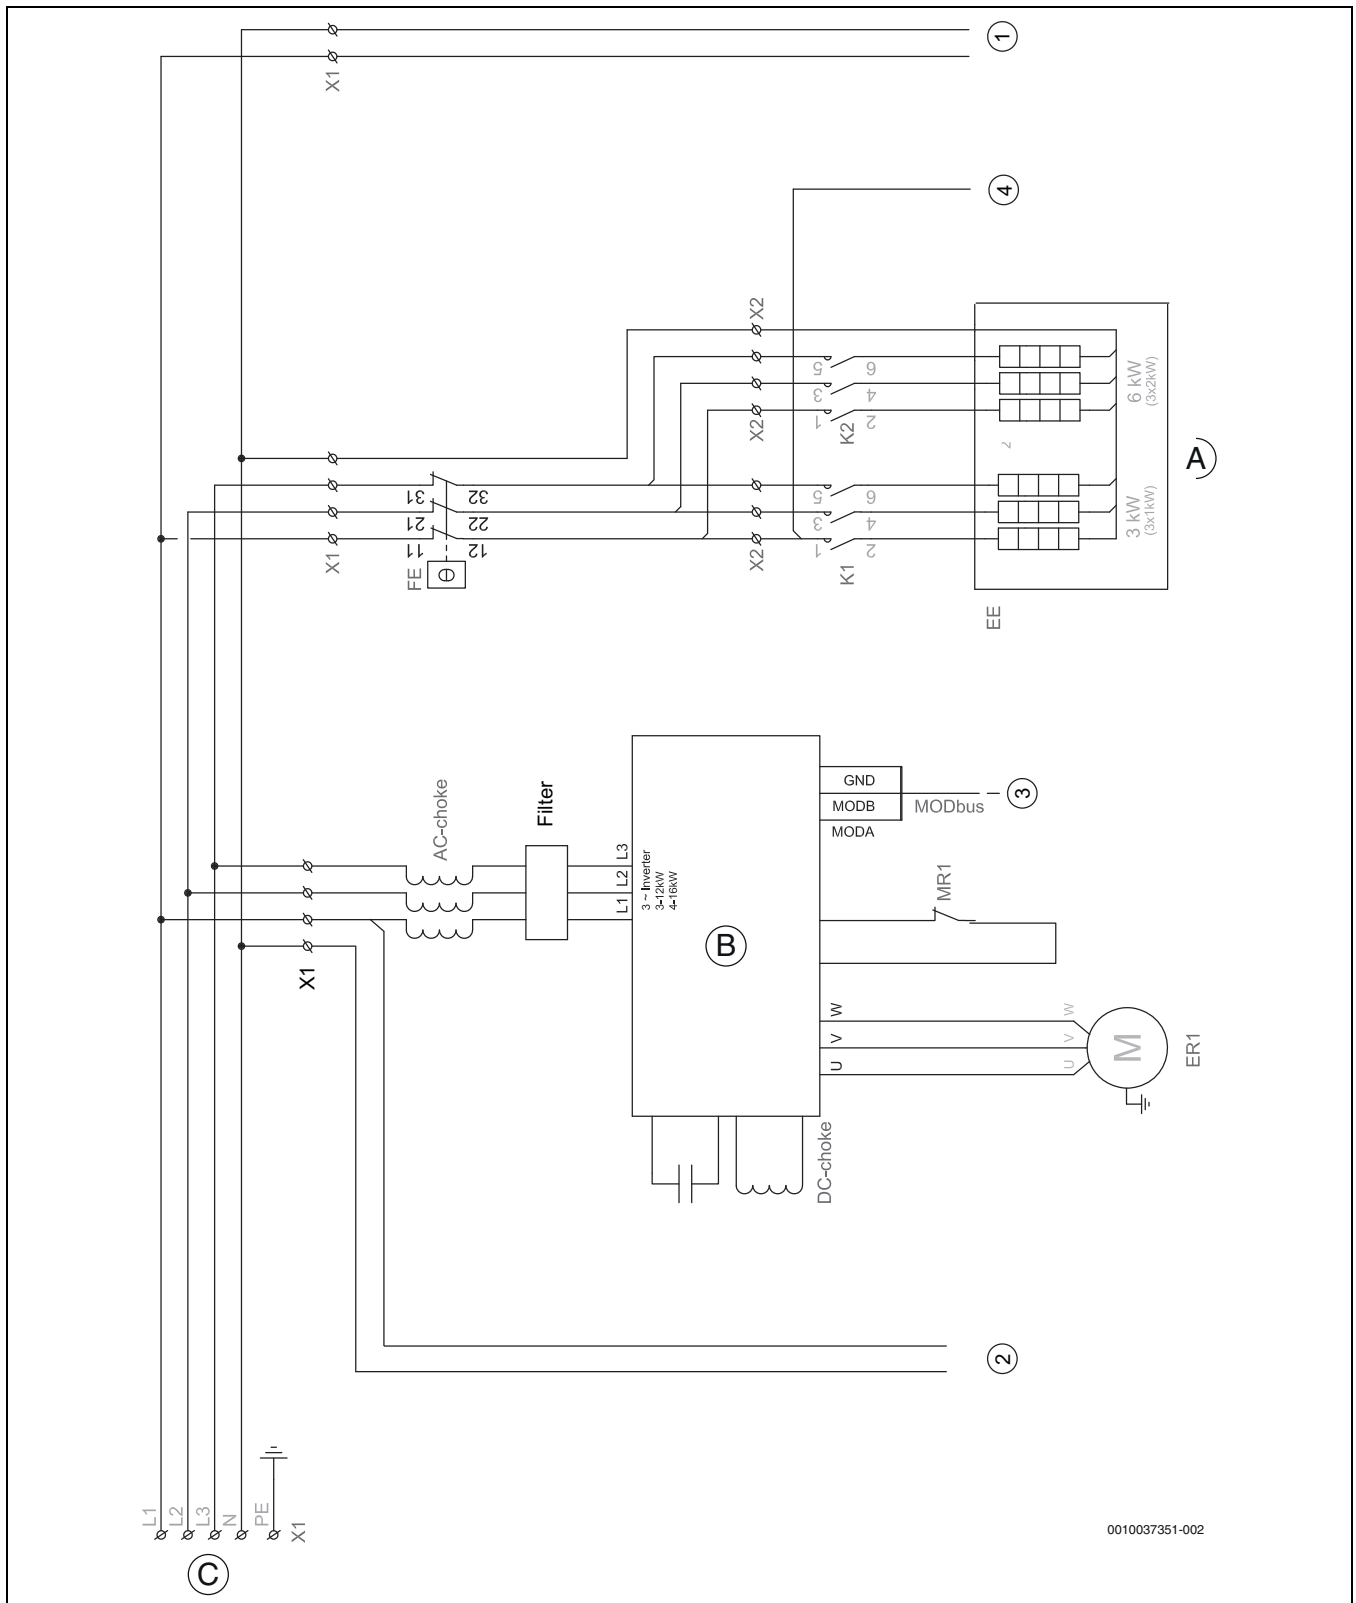 1
X1
4
X2
5 6
3 4
1 2
X2
K2
6 kW
(3x2kW)
2
A
31 32
21 22
11 12
X1
FE
θ
5 6
3 4
1 2
X2
K1
3 kW
(3x1kW)
EE
AC-choke
Filter
L3
L2
L1
3 ~ Inverter
3-12kW
4-16kW
B
GND
MODB
MODA
MODbus
3
MR1
X1
W
V
U
W
V
U
M
ER1
DC-choke
2
L1
L2
L3
N
PE
X1
C
0010037351-002